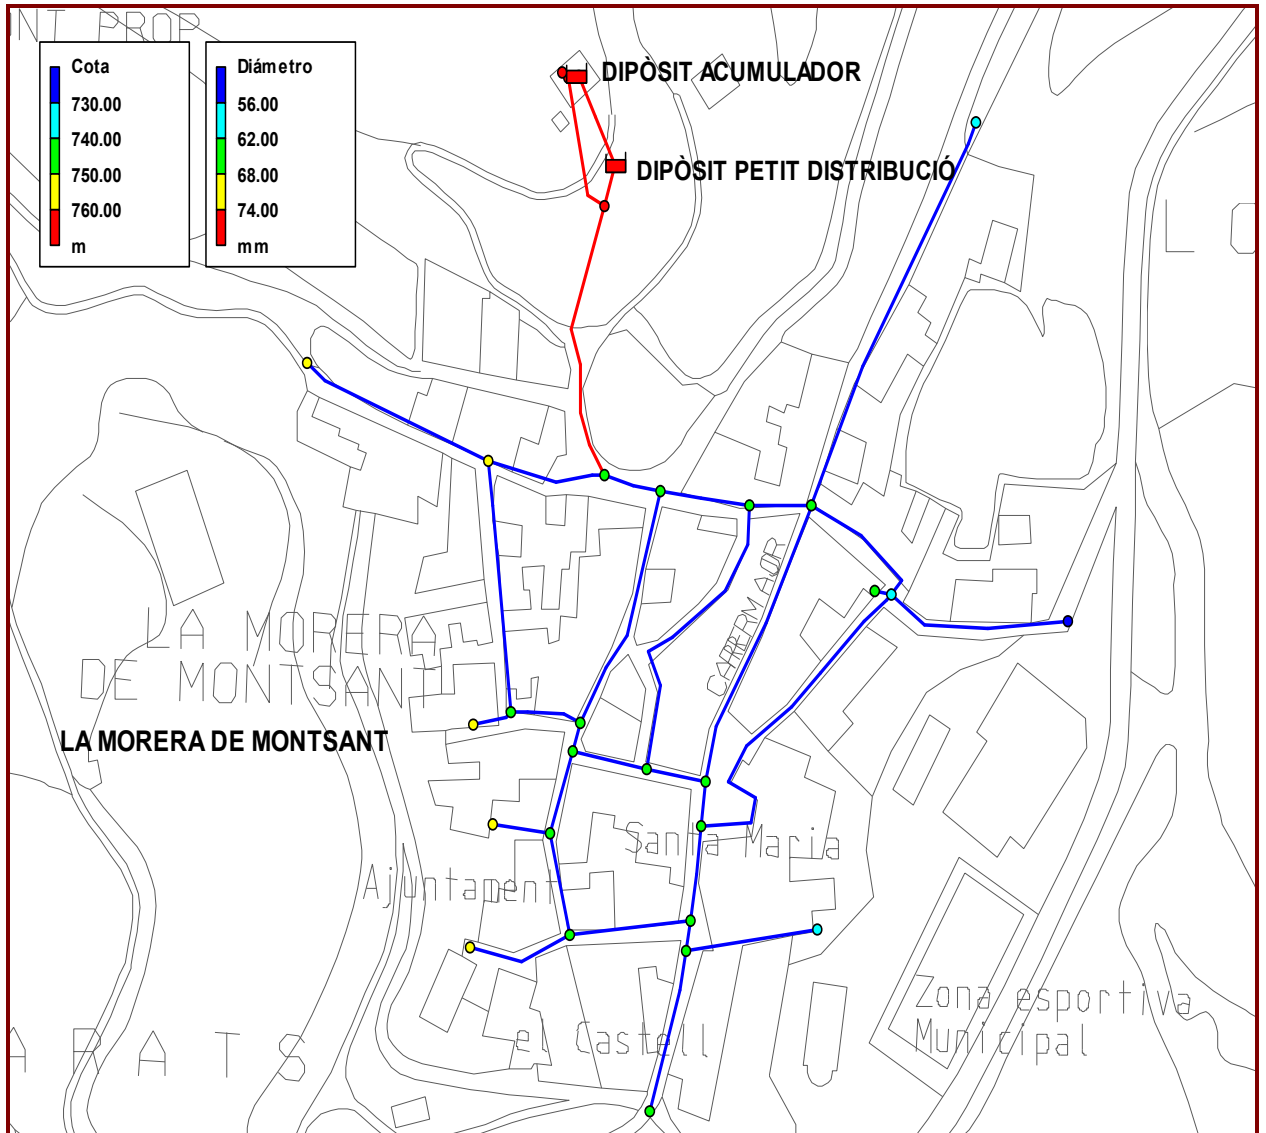 Cota
730.00
740.00
750.00
760.00
m
Diámetro
56.00
62.00
68.00
74.00
mm
DIPÒSIT ACUMULADOR
DIPÒSIT PETIT DISTRIBUCIÓ
LA MORERA
DE MONTSANT
LA MORERA DE MONTSANT
Santa Maria
Ajuntament
el Castell
Zona esportiva
Municipal